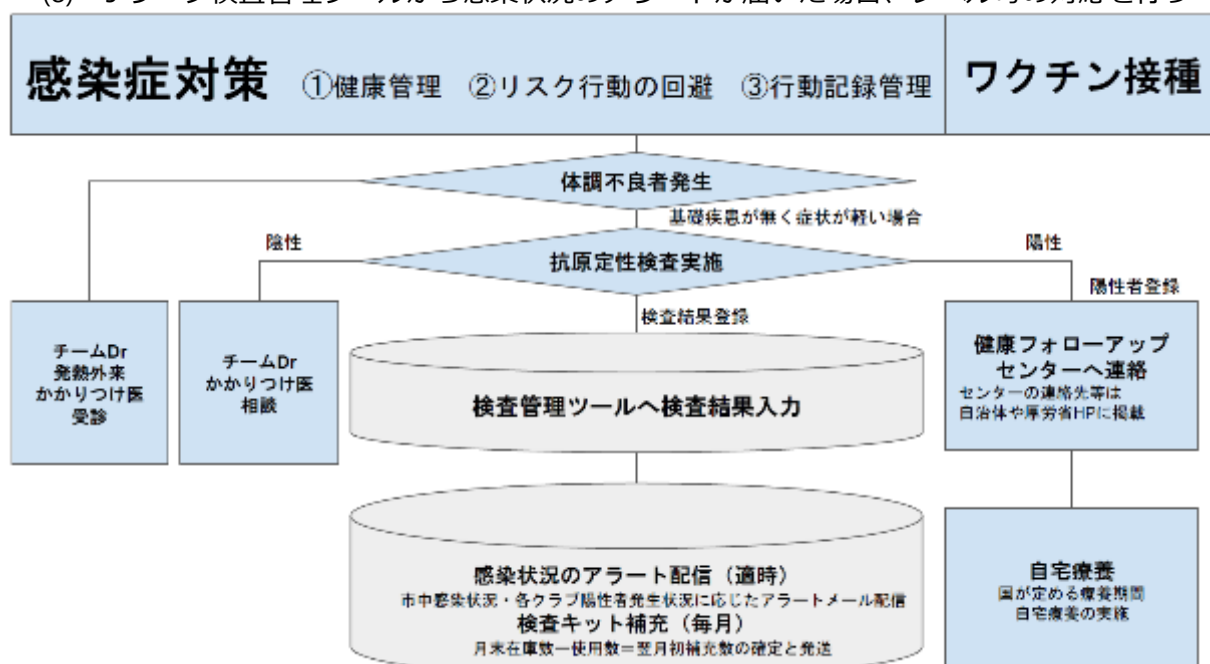 感染症対策 ①健康管理 ②リスク行動の回避 ③行動記録管理
ワクチン接種
体調不良者発生
基礎疾患が無く症状が軽い場合
陰性
抗原定性検査実施
陽性
陽性者登録
検査結果登録
チームDr
発熱外来
かかりつけ医
受診
チームDr
かかりつけ医
相談
検査管理ツールへ検査結果入力
健康フォローアップ
センターへ連絡
センターの連絡先等は
自治体や厚労省HPに掲載
感染状況のアラート配信（適時）
市中感染状況・各クラブ陽性者発生状況に応じたアラートメール配信
検査キット補充（毎月）
月末在庫数ー使用数＝翌月初補充数の確定と発送
自宅療養
国が定める療養期間
自宅療養の実施